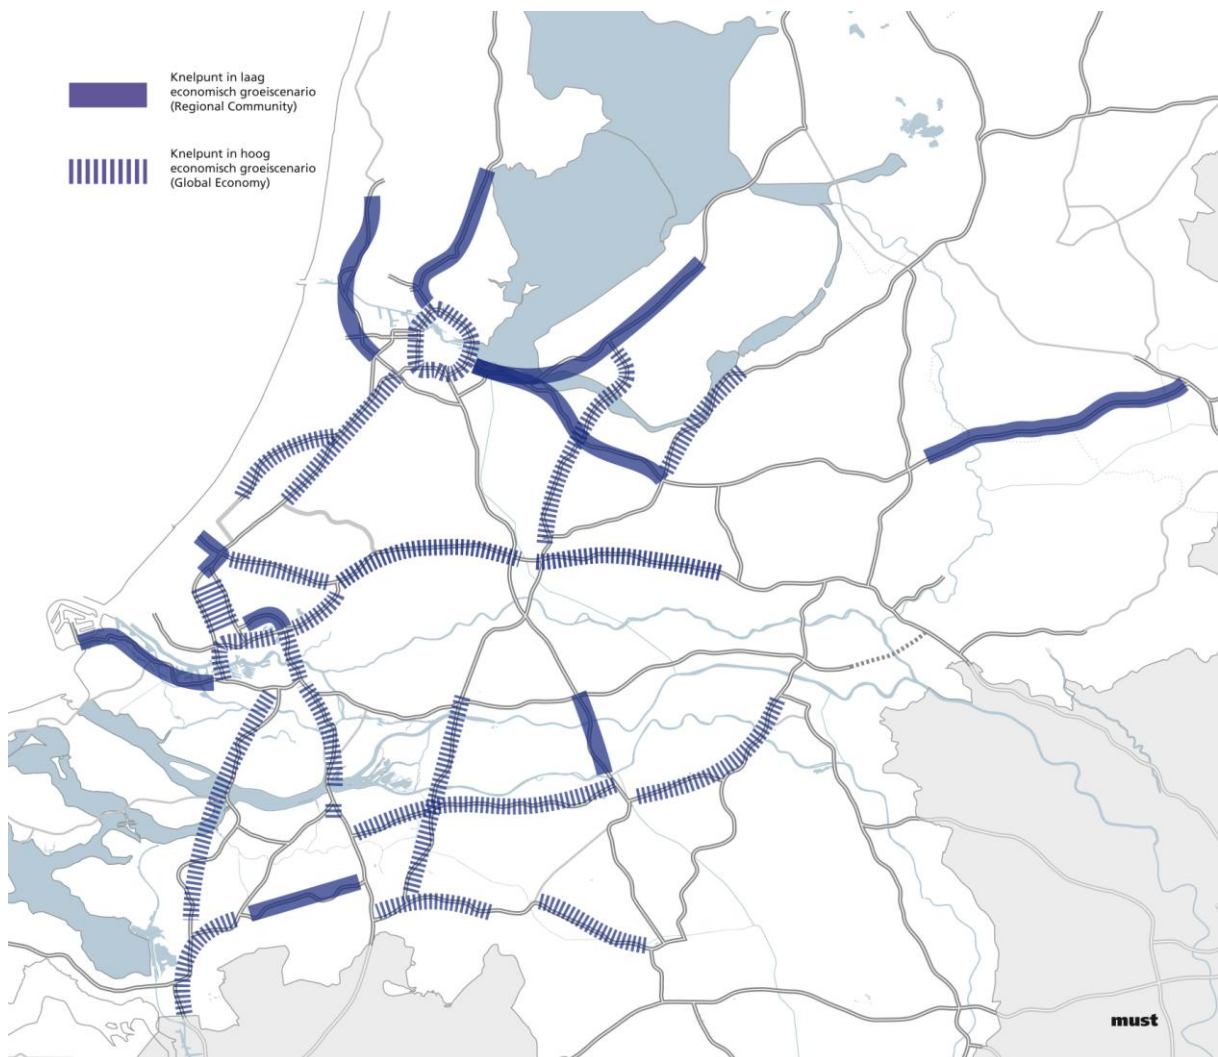 Knelpunt in laag
economisch groeiscenario
(Regional Community)
Knelpunt in hoog
economisch groeiscenario
(Global Economy)
must